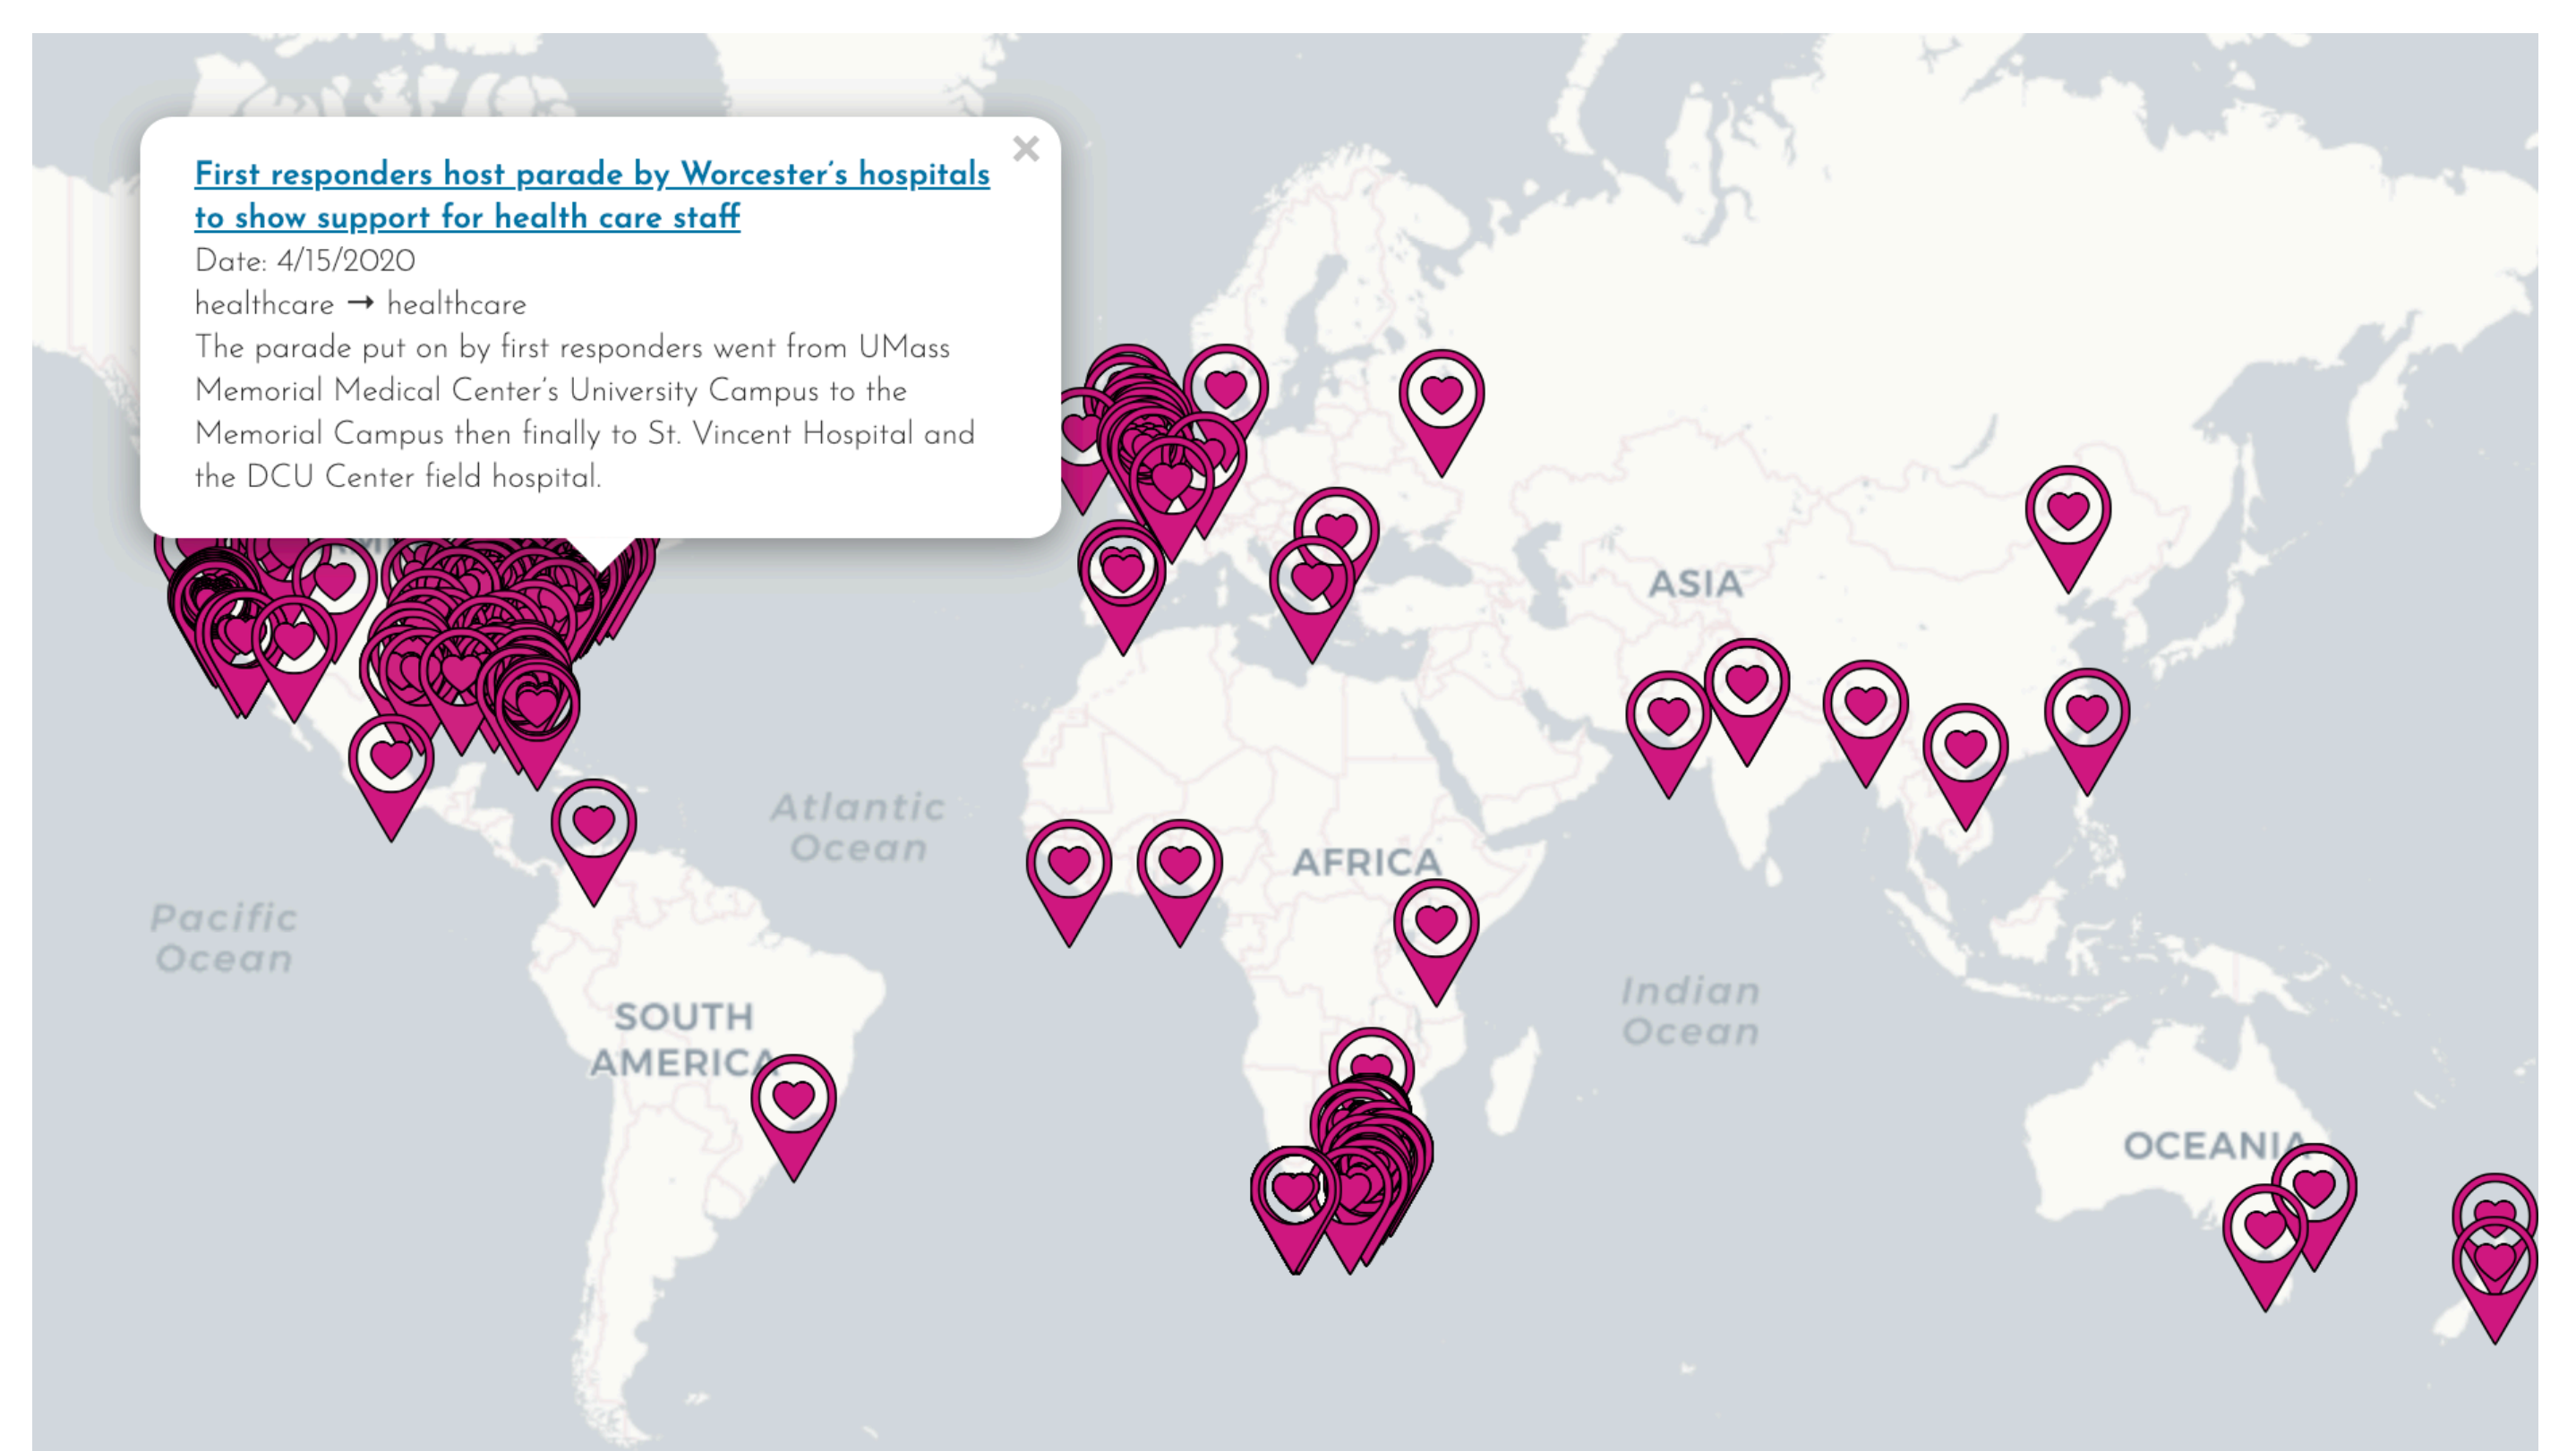 First responders host parade by Worcester's hospitals
to show support for health care staff
Date: 4/15/2020
healthcare → healthcare
The parade put on by first responders went from UMass
Memorial Medical Center's University Campus to the
Memorial Campus then finally to St. Vincent Hospital and
the DCU Center field hospital.
ASIA
Atlantic
Ocean
AFRICA
Pacific
Ocean
Indian
Ocean
SOUTH
AMERICA
OCEANIA